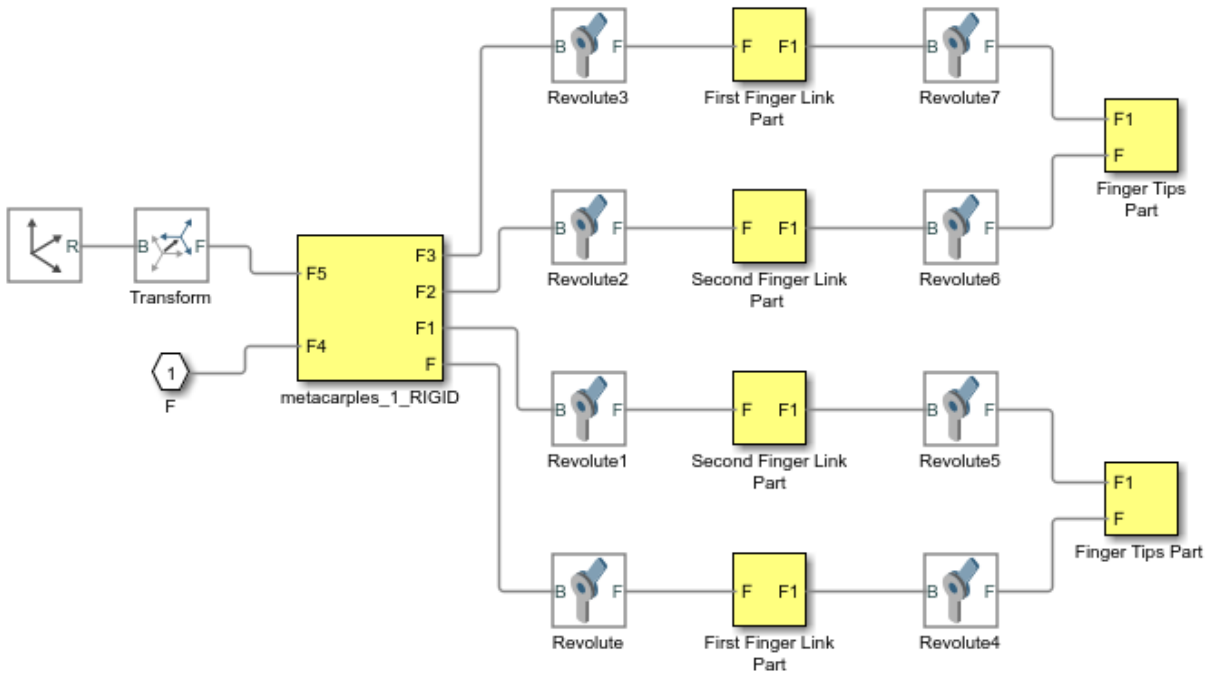 B F
F F1
B F
Revolute3
First Finger Link
Part
Revolute7
F1
F
Finger Tips
Part
B F
F F1
B F
Revolute2
Second Finger Link
Part
Revolute6
R
B F
Transform
F5
F4
F3
F2
F1
F
metacarples_1_RIGID
1
F
B F
F F1
B F
Revolute1
Second Finger Link
Part
Revolute5
F1
F
Finger Tips Part
B F
F F1
B F
Revolute
First Finger Link
Part
Revolute4